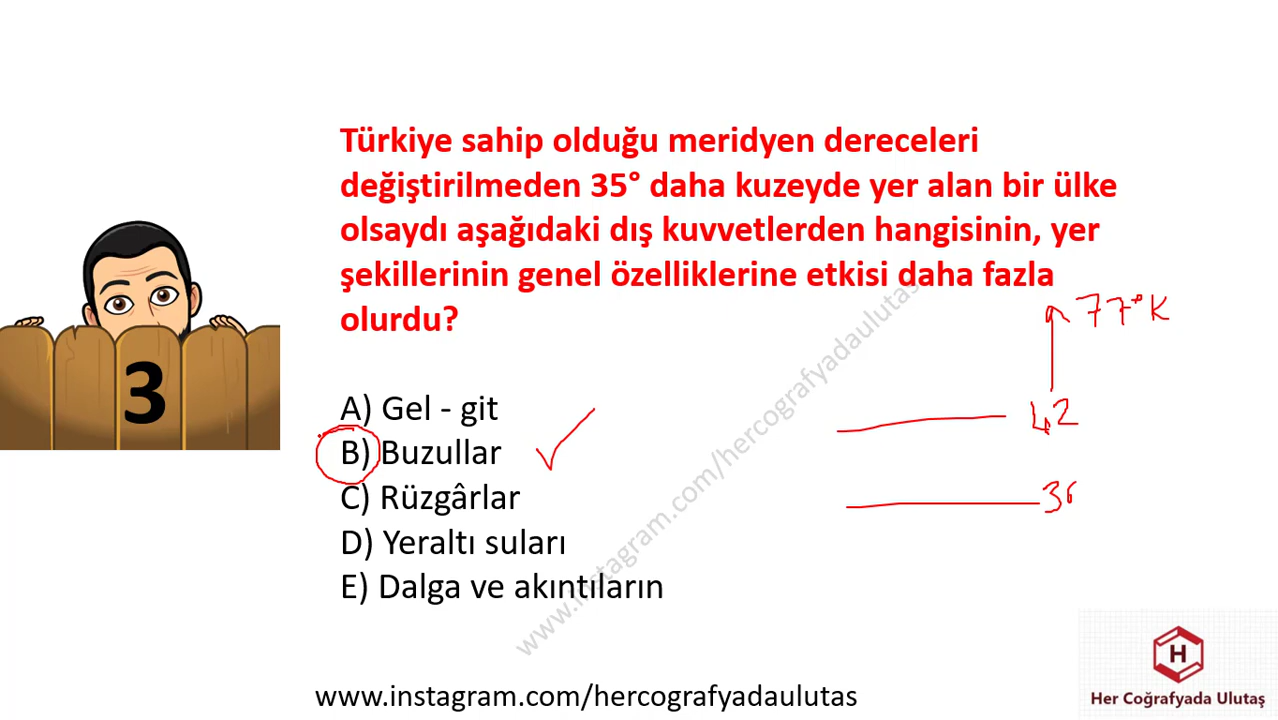 Türkiye sahip olduğu meridyen dereceleri
değiştirilmeden 35° daha kuzeyde yer alan bir ülke
olsaydı aşağıdaki dış kuvvetlerden hangisinin, yer
şekillerinin genel özelliklerine etkisi daha fazla
olurdu?
77°K
3
A) Gel - git
B) Buzullar
C) Rüzgârlar
D) Yeraltı suları
E) Dalga ve akıntıların
42
36
www.instagram.com/hercografyadaulutas
www.instagram.com/hercografyadaulutas
H
Her Coğrafyada Ulutaş